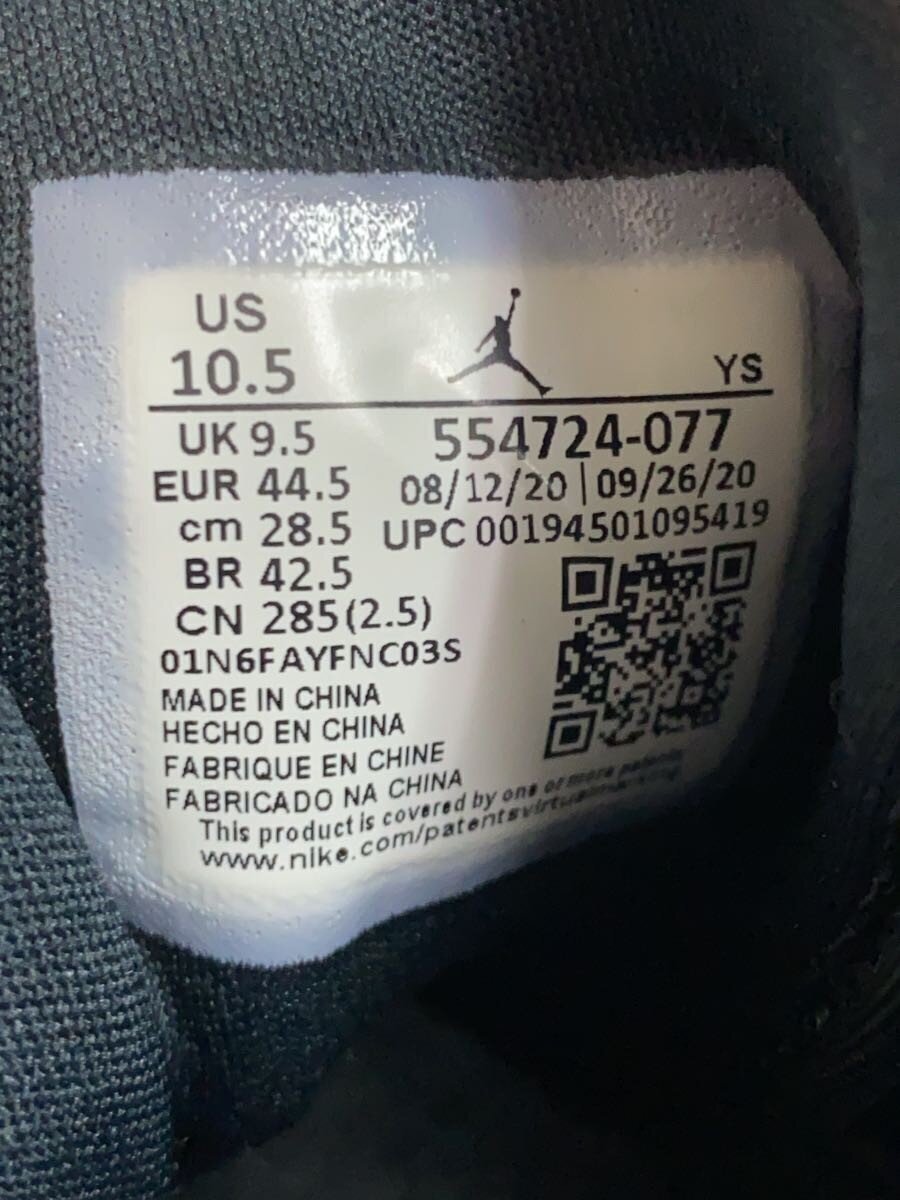 US
10.5
YS
UK 9.5
554724-077
EUR 44.5
08/12/20 | 09/26/20
cm 28.5
UPC 00194501095419
BR 42.5
CN 285(2.5)
01N6FAYFNC03S
MADE IN CHINA
HECHO EN CHINA
FABRIQUE EN CHINE
FABRICADO NA CHINA
This product is covered by one or more patents
www.nike.com/patentsvirtualmarking